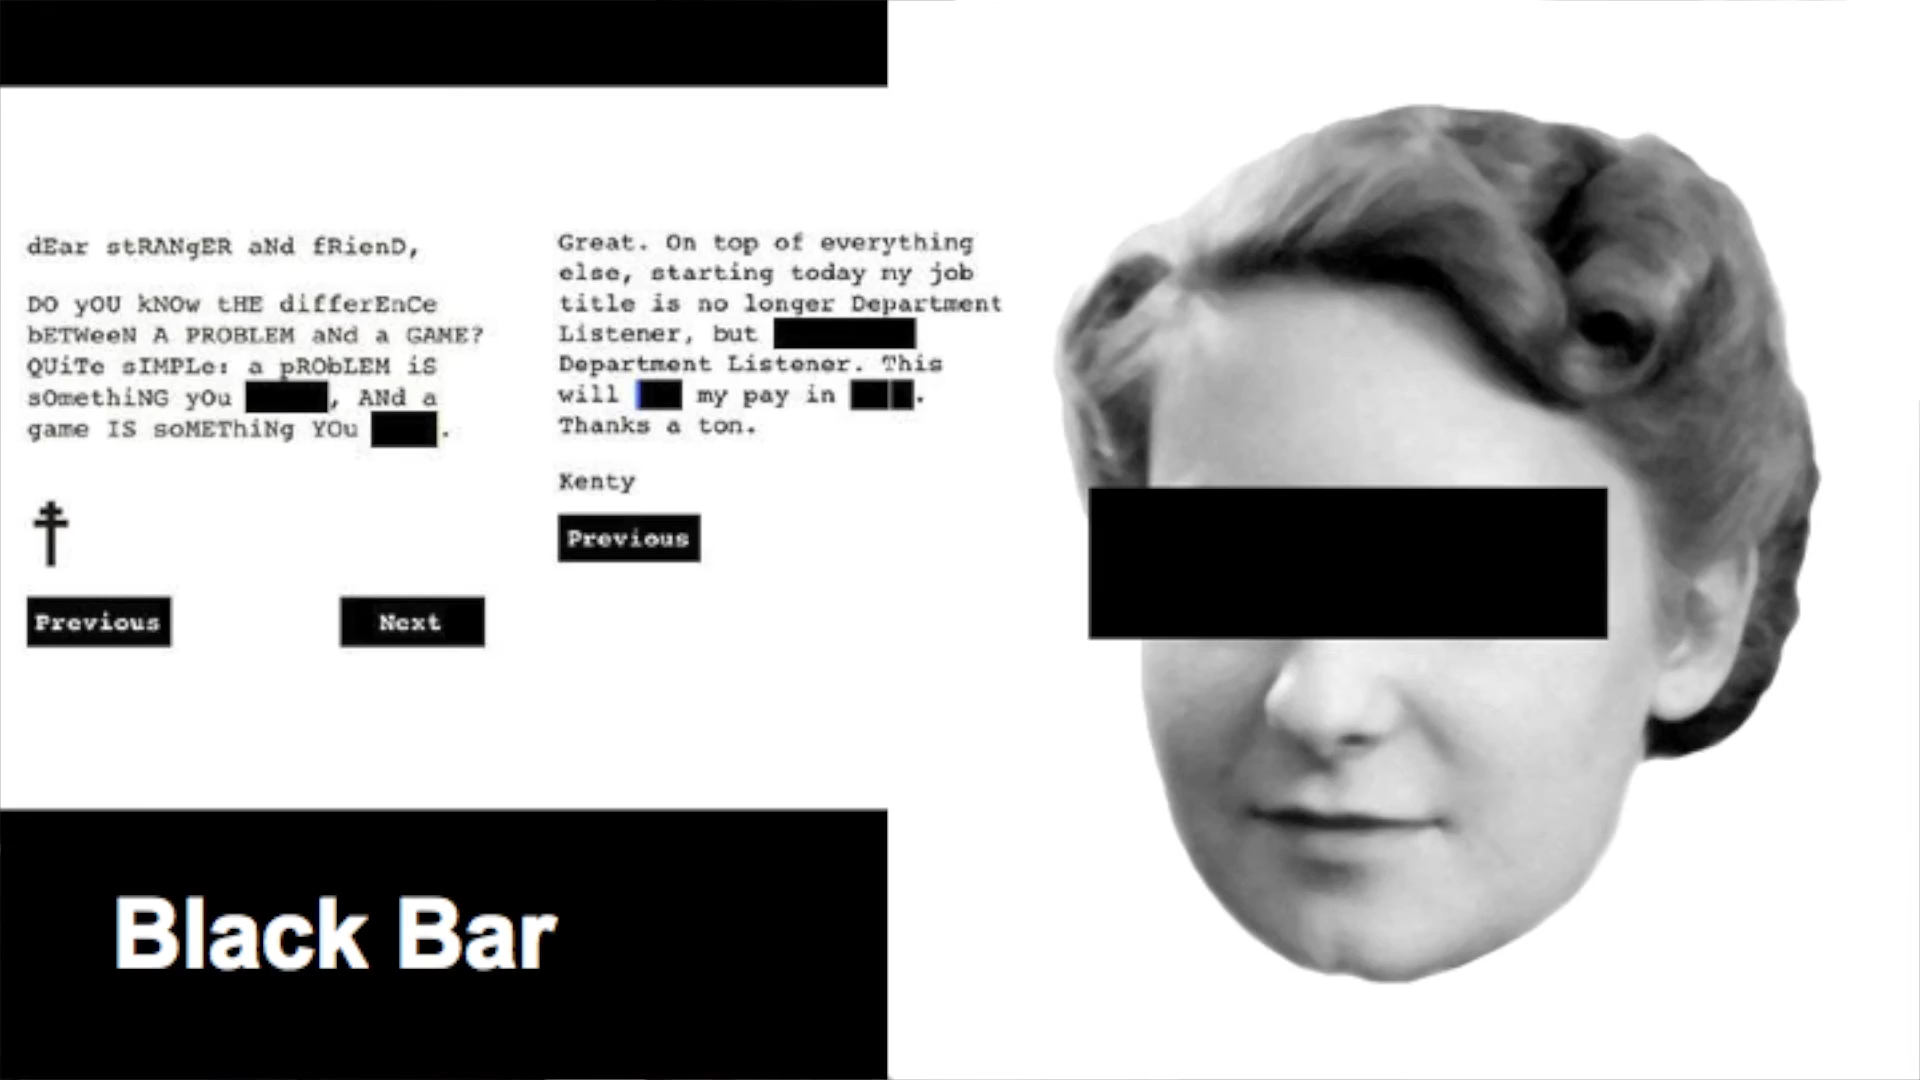 dEar stRANgER aNd fRienD,
DO yOU kNOw tHE differEnCe
bETWeeN A PROBLEM aNd a GAME?
QUiTe sIMPLe: a pRObLEM iS
sOmethiNG yOu , ANd a
game IS soMEThiNg YOu .
Previous
Next
Great. On top of everything
else, starting today my job
title is no longer Department
Listener, but
Department Listener. This
will my pay in .
Thanks a ton.
Kenty
Previous
Black Bar